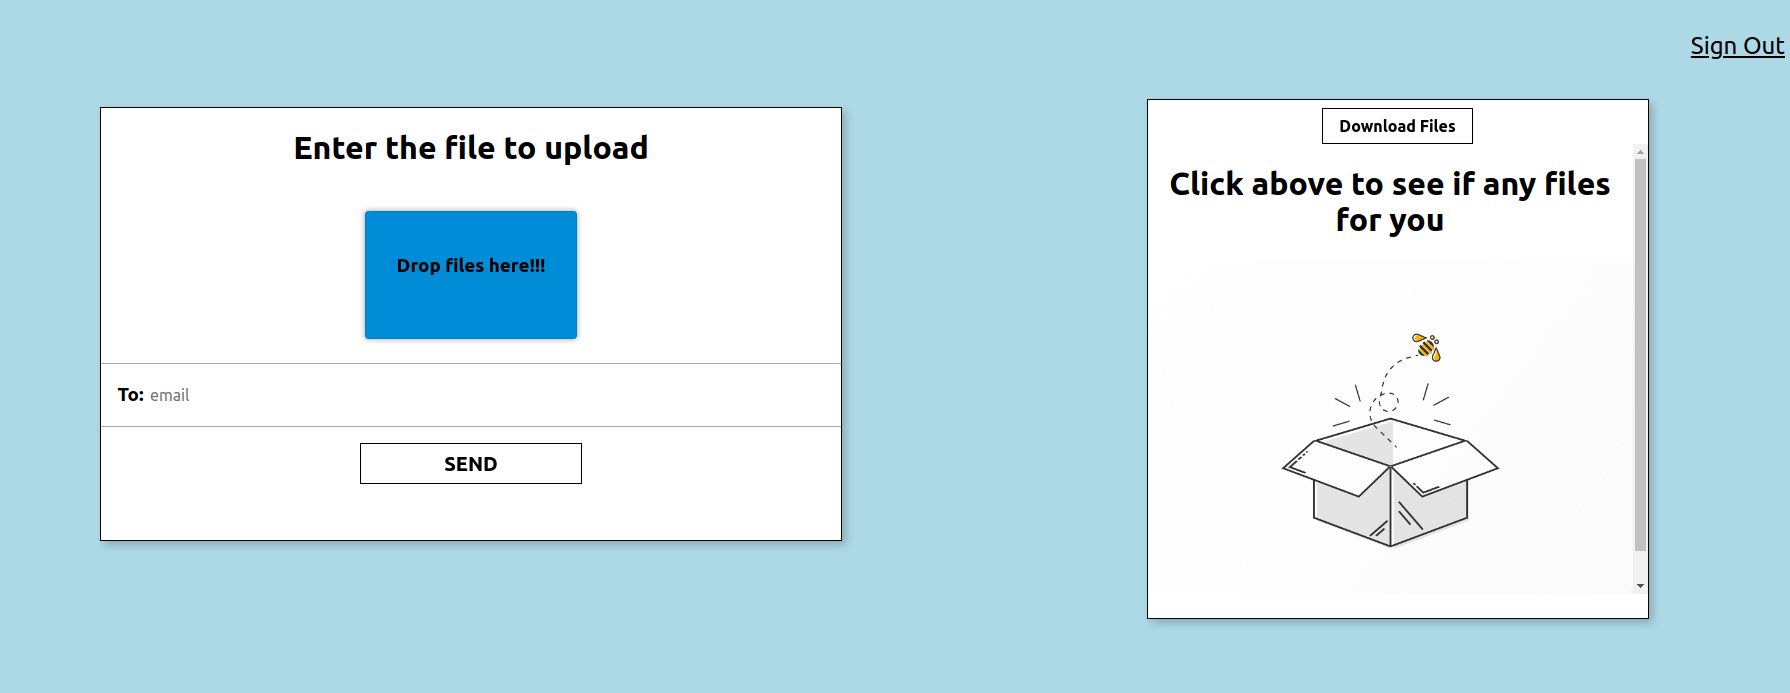 Sign Out
Enter the file to upload
Drop files here!!!
To: email
SEND
Download Files
Click above to see if any files
for you